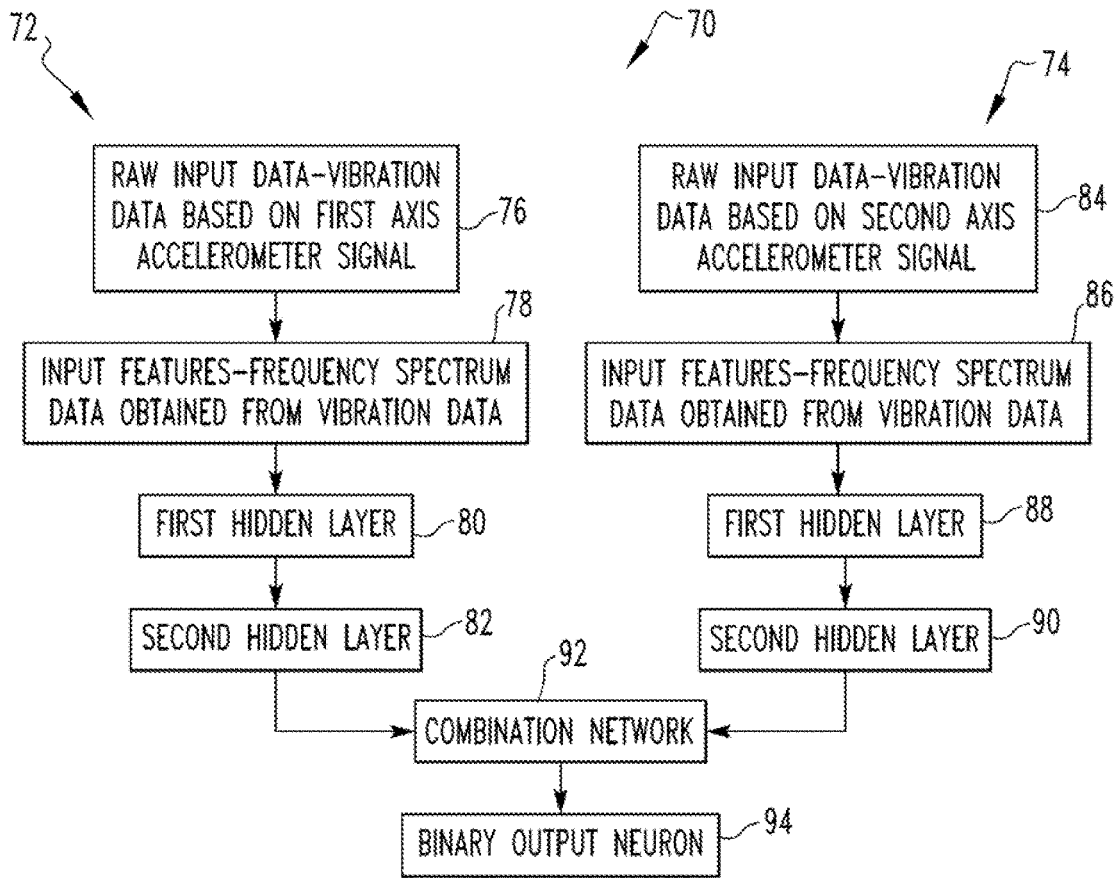 72
70
74
RAW INPUT DATA-VIBRATION
DATA BASED ON FIRST AXIS
ACCELEROMETER SIGNAL
76
RAW INPUT DATA-VIBRATION
DATA BASED ON SECOND AXIS
ACCELEROMETER SIGNAL
84
78
INPUT FEATURES-FREQUENCY SPECTRUM
DATA OBTAINED FROM VIBRATION DATA
86
INPUT FEATURES-FREQUENCY SPECTRUM
DATA OBTAINED FROM VIBRATION DATA
FIRST HIDDEN LAYER
80
FIRST HIDDEN LAYER
88
SECOND HIDDEN LAYER
82
SECOND HIDDEN LAYER
90
92
COMBINATION NETWORK
BINARY OUTPUT NEURON
94